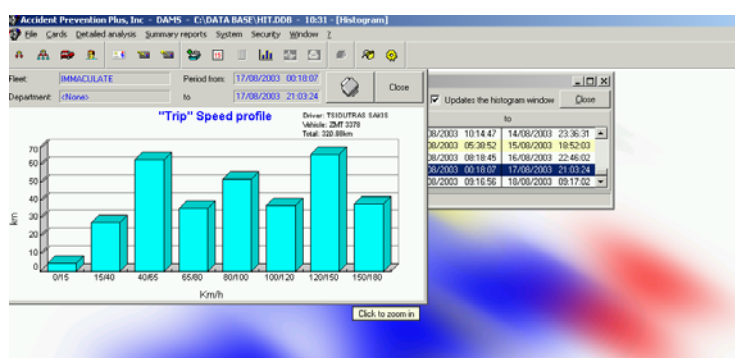 Accident Prevention Plus, Inc - DAMS - C:\DATA BASE\HIT.DDB - 10:31 - [Histogram]
File Cards Detailed analysis Summary reports System Security Window ?
Fleet: IMMACULATE Period from: 17/08/2003 00:18:07 Close
Department: <None> to 17/08/2003 21:03:24
"Trip" Speed profile
Driver: TSIOUTRAS SAKIS
Vehicle: ZMT 3378
Total: 320.88km
70
60
50
40
30
20
10
0
km
0/15 15/40 40/65 65/80 80/100 100/120 120/150 150/180
Km/h
Click to zoom in
Updates the histogram window Close
to
08/2003 10:14:47 14/08/2003 23:36:31
08/2003 05:38:52 15/08/2003 18:52:03
08/2003 08:18:45 16/08/2003 22:46:02
08/2003 00:18:07 17/08/2003 21:03:24
08/2003 09:16:56 18/08/2003 09:17:02